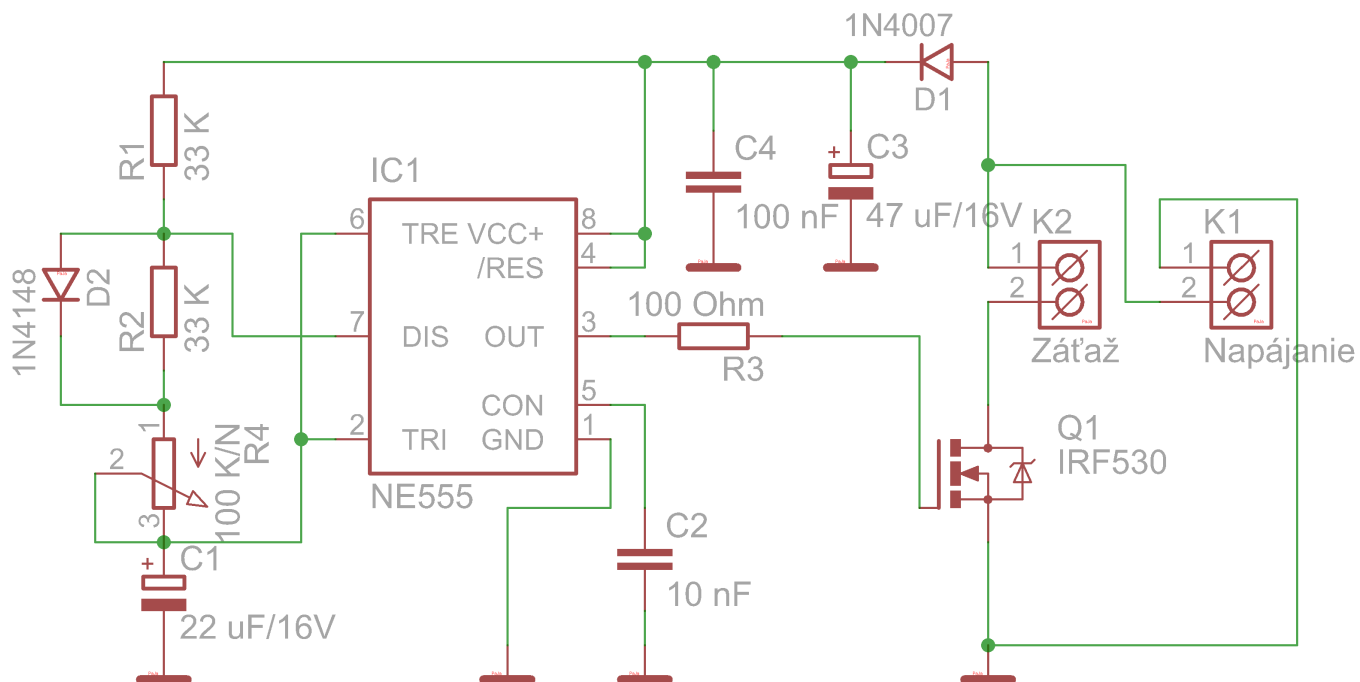 1N4007
D1
R1
33 K
C4
100 nF
+
C3
47 uF/16V
IC1
6
TRE
VCC+
8
/RES
4
7
DIS
OUT
3
CON
5
2
TRI
GND
1
NE555
1N4148
D2
R2
33 K
100 Ohm
R3
K2
1
2
Záťaž
K1
1
2
Napájanie
1
2
3
100 K/N
R4
+
C1
22 uF/16V
C2
10 nF
Q1
IRF530